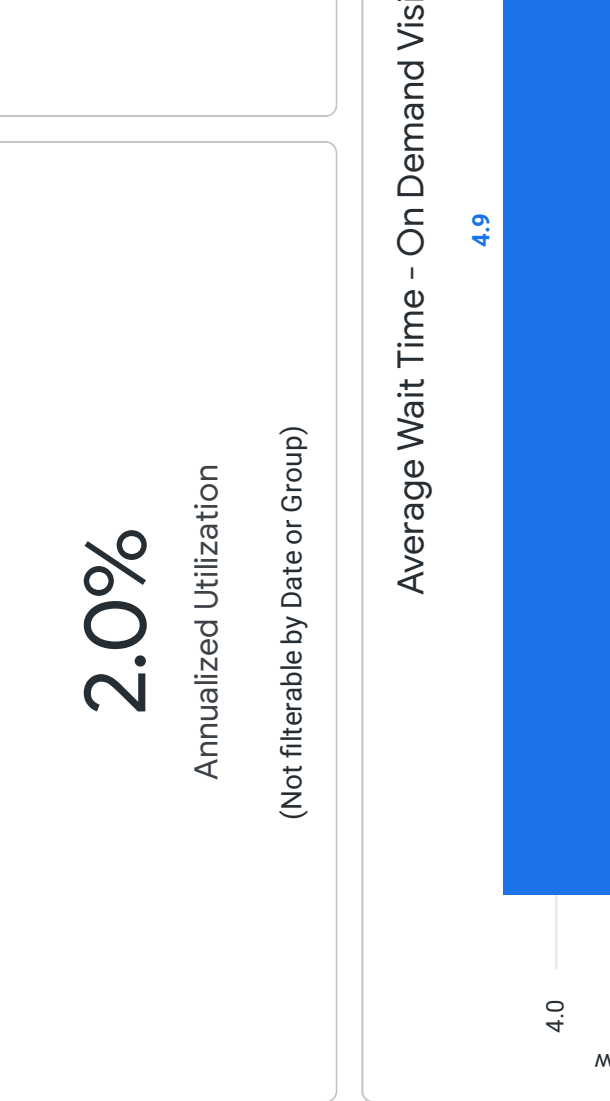 2.0%
Annualized Utilization
(Not filterable by Date or Group)
Average Wait Time - On Demand
4.9
4.0